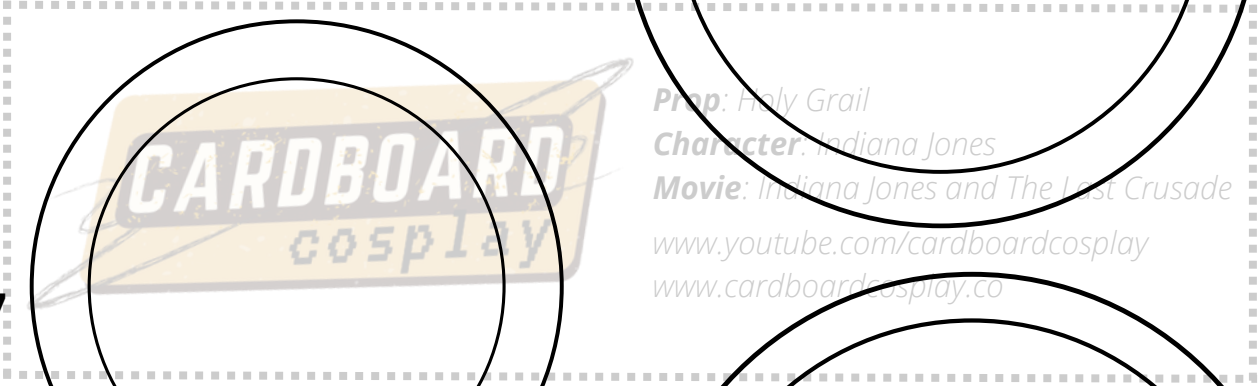 CARDBOARD
cosplay
Prop: Holy Grail
Character: Indiana Jones
Movie: Indiana Jones and The Last Crusade
www.youtube.com/cardboardcosplay
www.cardboardcosplay.co